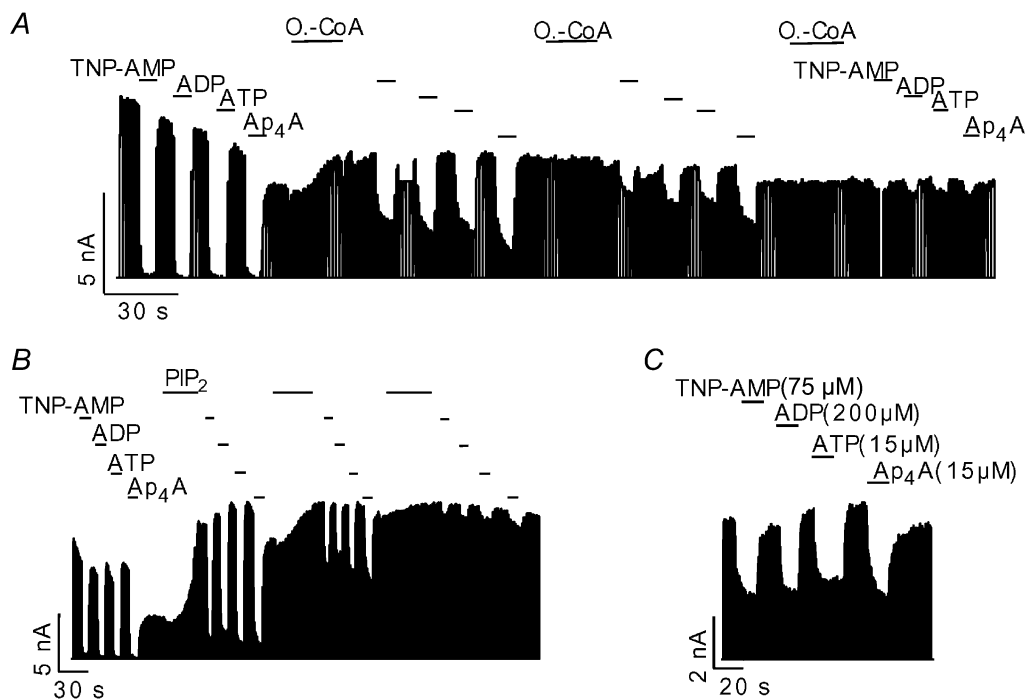 A
O.-CoA O.-CoA O.-CoA
TNP-AMP TNP-AMP
ADP ADP
ATP ATP
Ap4A Ap4A
5 nA
30 s
B C
PIP2
TNP-AMP TNP-AMP(75 µM)
ADP ADP(200µM)
ATP ATP(15µM)
Ap4A Ap4A(15µM)
5 nA 2 nA
30 s 20 s